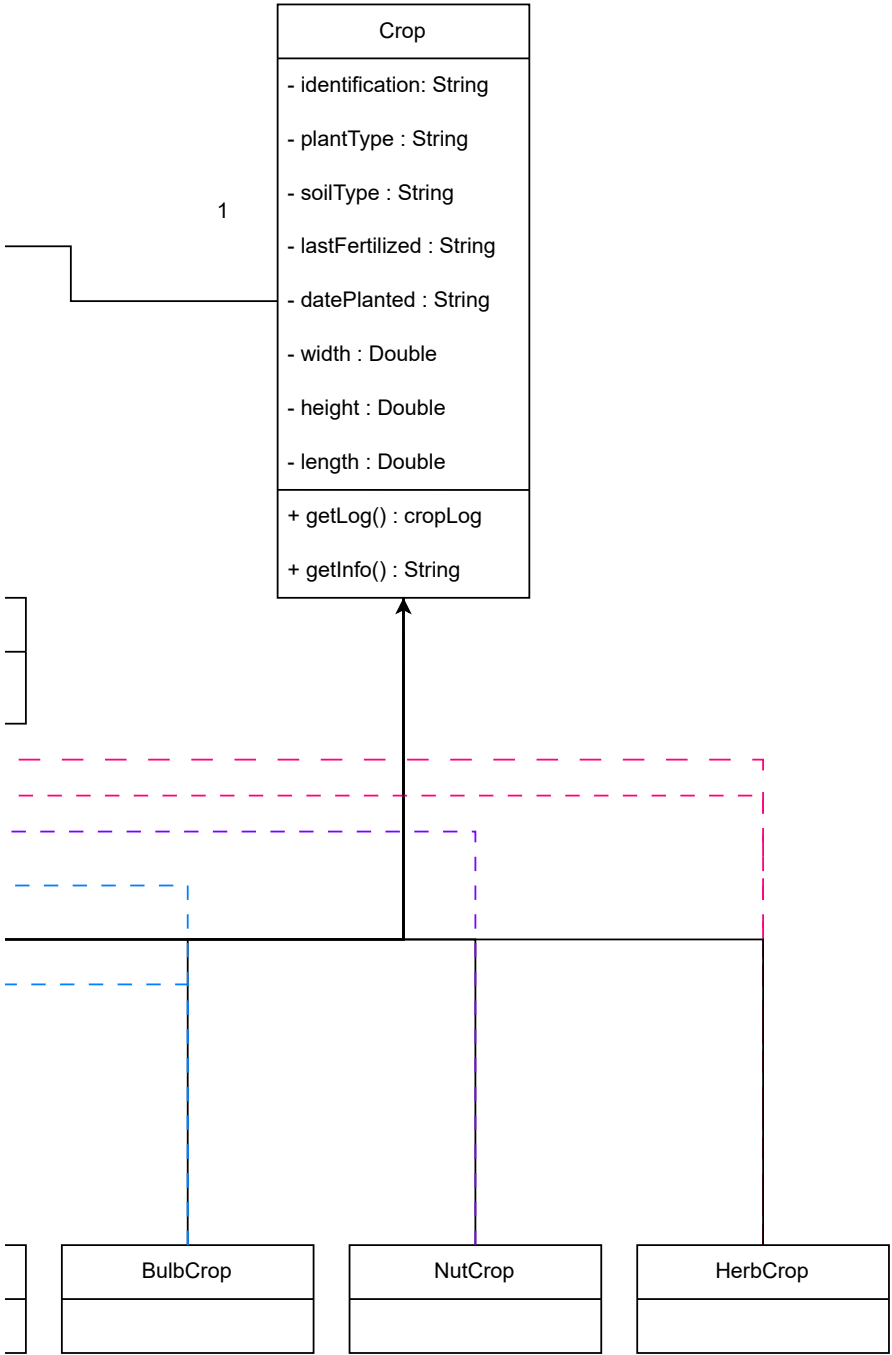 Crop
- identification: String
- plantType : String
- soilType : String
1
- lastFertilized : String
- datePlanted : String
- width : Double
- height : Double
- length : Double
+ getLog() : cropLog
+ getInfo() : String
BulbCrop
NutCrop
HerbCrop